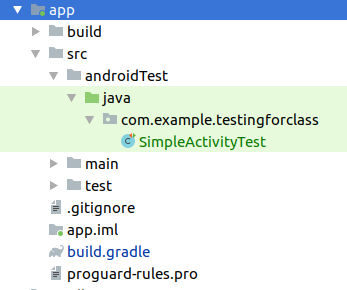 app
build
src
androidTest
java
com.example.testingforclass
SimpleActivityTest
main
test
.gitignore
app.iml
build.gradle
proguard-rules.pro